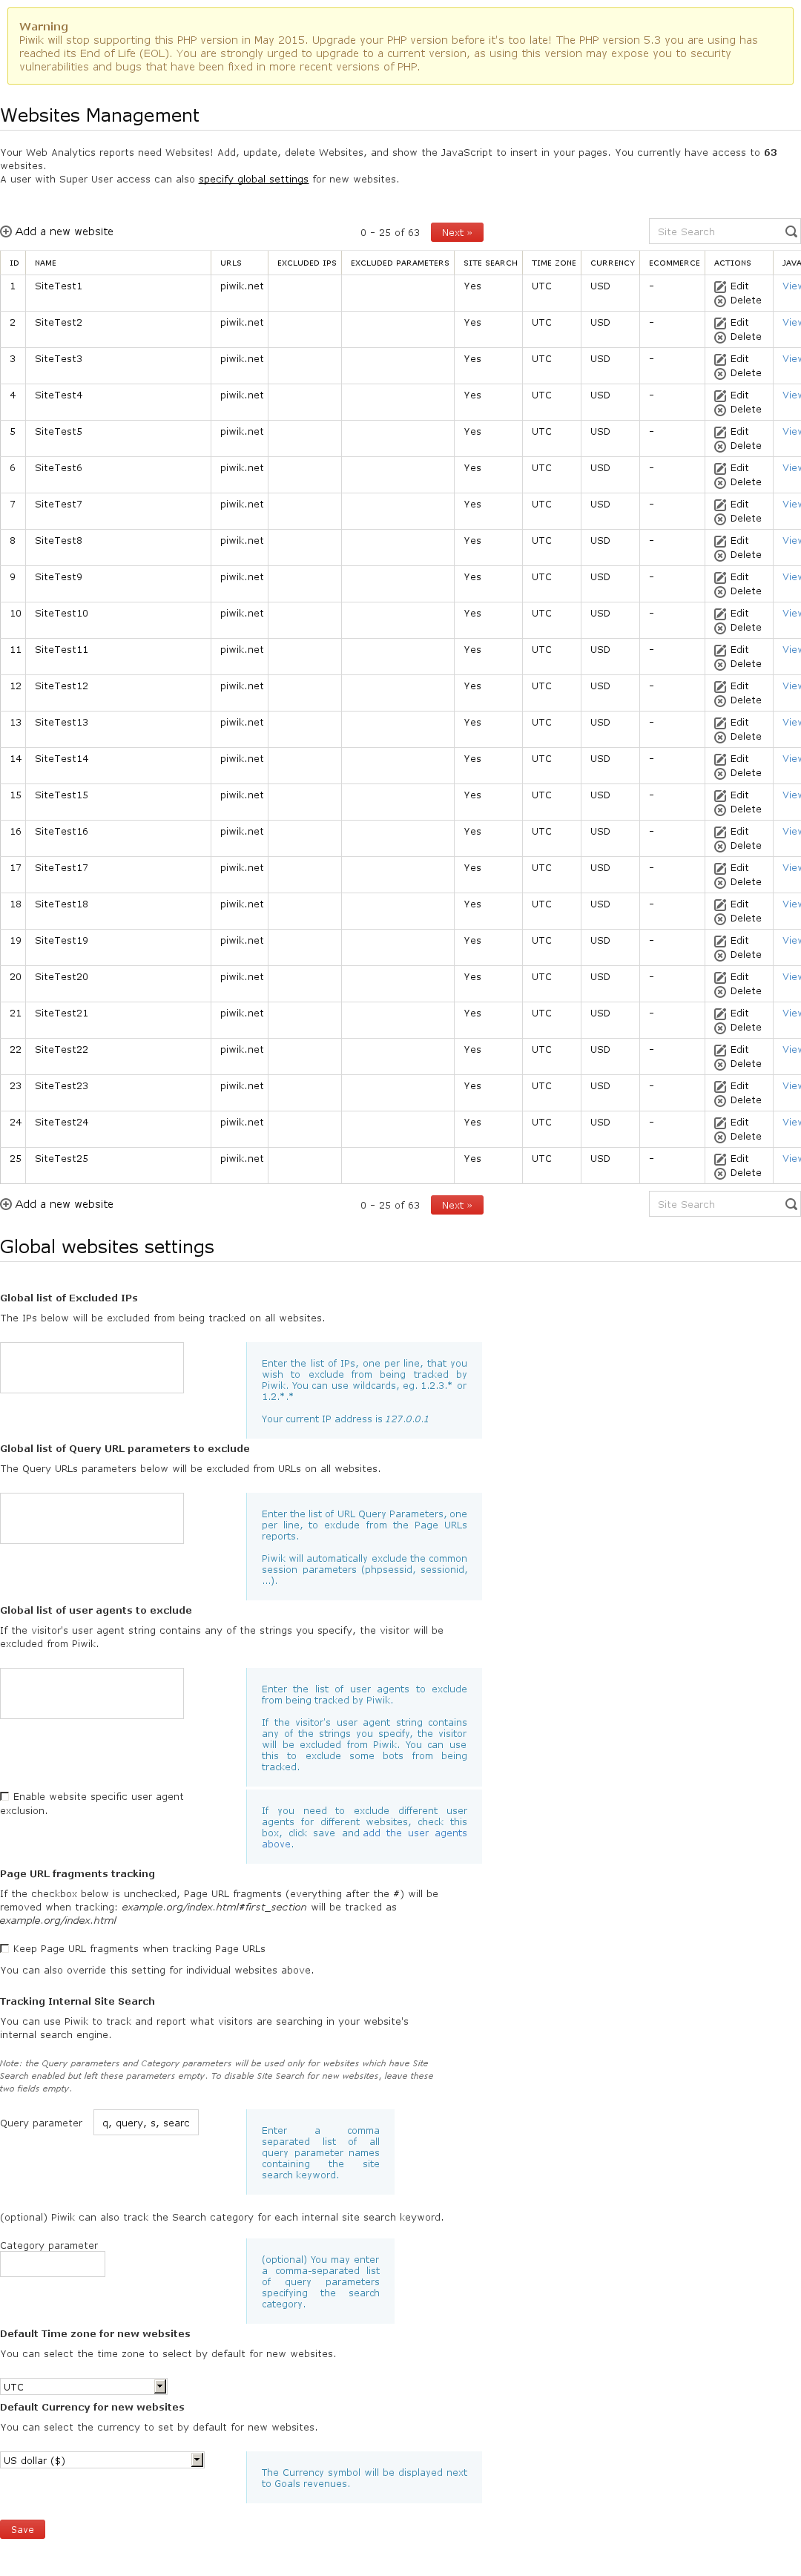 Warning
Piwik will stop supporting this PHP version in May 2015. Upgrade your PHP version before it's too late! The PHP version 5.3 you are using has
reached its End of Life (EOL). You are strongly urged to upgrade to a current version, as using this version may expose you to security
vulnerabilities and bugs that have been fixed in more recent versions of PHP.
Websites Management
Your Web Analytics reports need Websites! Add, update, delete Websites, and show the JavaScript to insert in your pages. You currently have access to 63
websites.
A user with Super User access can also specify global settings for new websites.
Add a new website 0 - 25 of 63 Next » Site Search
ID NAME URLS EXCLUDED IPS EXCLUDED PARAMETERS SITE SEARCH TIME ZONE CURRENCY ECOMMERCE ACTIONS JAVA
1 SiteTest1 piwik.net Yes UTC USD - Edit View
Delete
2 SiteTest2 piwik.net Yes UTC USD - Edit View
Delete
3 SiteTest3 piwik.net Yes UTC USD - Edit View
Delete
4 SiteTest4 piwik.net Yes UTC USD - Edit View
Delete
5 SiteTest5 piwik.net Yes UTC USD - Edit View
Delete
6 SiteTest6 piwik.net Yes UTC USD - Edit View
Delete
7 SiteTest7 piwik.net Yes UTC USD - Edit View
Delete
8 SiteTest8 piwik.net Yes UTC USD - Edit View
Delete
9 SiteTest9 piwik.net Yes UTC USD - Edit View
Delete
10 SiteTest10 piwik.net Yes UTC USD - Edit View
Delete
11 SiteTest11 piwik.net Yes UTC USD - Edit View
Delete
12 SiteTest12 piwik.net Yes UTC USD - Edit View
Delete
13 SiteTest13 piwik.net Yes UTC USD - Edit View
Delete
14 SiteTest14 piwik.net Yes UTC USD - Edit View
Delete
15 SiteTest15 piwik.net Yes UTC USD - Edit View
Delete
16 SiteTest16 piwik.net Yes UTC USD - Edit View
Delete
17 SiteTest17 piwik.net Yes UTC USD - Edit View
Delete
18 SiteTest18 piwik.net Yes UTC USD - Edit View
Delete
19 SiteTest19 piwik.net Yes UTC USD - Edit View
Delete
20 SiteTest20 piwik.net Yes UTC USD - Edit View
Delete
21 SiteTest21 piwik.net Yes UTC USD - Edit View
Delete
22 SiteTest22 piwik.net Yes UTC USD - Edit View
Delete
23 SiteTest23 piwik.net Yes UTC USD - Edit View
Delete
24 SiteTest24 piwik.net Yes UTC USD - Edit View
Delete
25 SiteTest25 piwik.net Yes UTC USD - Edit View
Delete
Add a new website 0 - 25 of 63 Next » Site Search
Global websites settings
Global list of Excluded IPs
The IPs below will be excluded from being tracked on all websites.
Enter the list of IPs, one per line, that you
wish to exclude from being tracked by
Piwik. You can use wildcards, eg. 1.2.3.* or
1.2.*.*
Your current IP address is 127.0.0.1
Global list of Query URL parameters to exclude
The Query URLs parameters below will be excluded from URLs on all websites.
Enter the list of URL Query Parameters, one
per line, to exclude from the Page URLs
reports.
Piwik will automatically exclude the common
session parameters (phpsessid, sessionid,
...).
Global list of user agents to exclude
If the visitor's user agent string contains any of the strings you specify, the visitor will be
excluded from Piwik.
Enter the list of user agents to exclude
from being tracked by Piwik.
If the visitor's user agent string contains
any of the strings you specify, the visitor
will be excluded from Piwik. You can use
this to exclude some bots from being
tracked.
Enable website specific user agent
exclusion.
If you need to exclude different user
agents for different websites, check this
box, click save and add the user agents
above.
Page URL fragments tracking
If the checkbox below is unchecked, Page URL fragments (everything after the #) will be
removed when tracking: example.org/index.html#first_section will be tracked as
example.org/index.html
Keep Page URL fragments when tracking Page URLs
You can also override this setting for individual websites above.
Tracking Internal Site Search
You can use Piwik to track and report what visitors are searching in your website's
internal search engine.
Note: the Query parameters and Category parameters will be used only for websites which have Site
Search enabled but left these parameters empty. To disable Site Search for new websites, leave these
two fields empty.
Query parameter q, query, s, searc
Enter a comma
separated list of all
query parameter names
containing the site
search keyword.
(optional) Piwik can also track the Search category for each internal site search keyword.
Category parameter
(optional) You may enter
a comma-separated list
of query parameters
specifying the search
category.
Default Time zone for new websites
You can select the time zone to select by default for new websites.
UTC
Default Currency for new websites
You can select the currency to set by default for new websites.
US dollar ($)
The Currency symbol will be displayed next
to Goals revenues.
Save